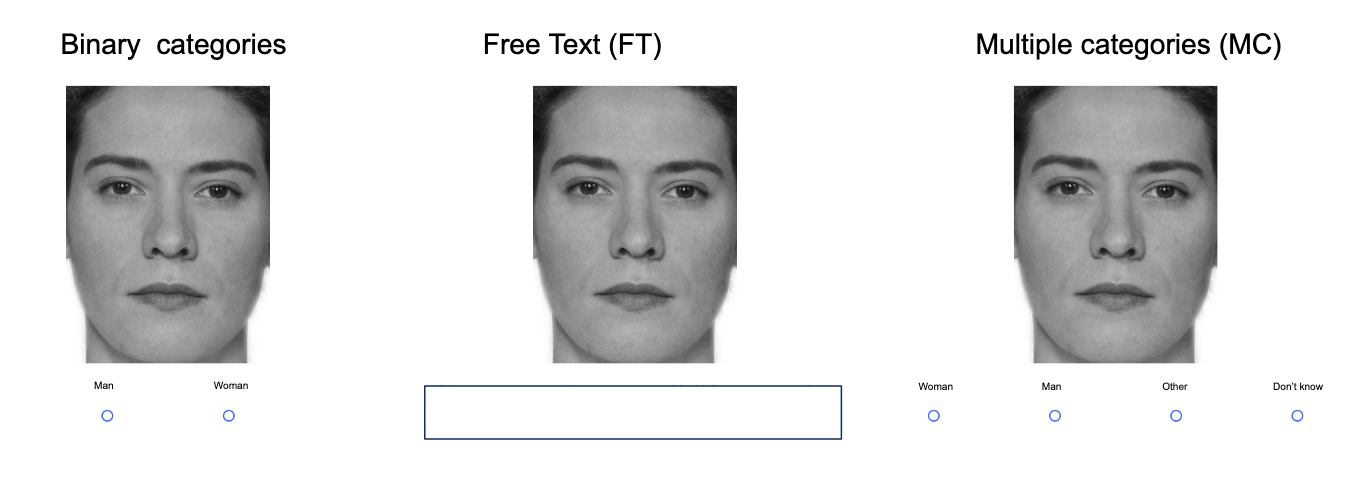 Binary categories
Free Text (FT)
Multiple categories (MC)
Man
Woman
Woman
Man
Other
Don't know